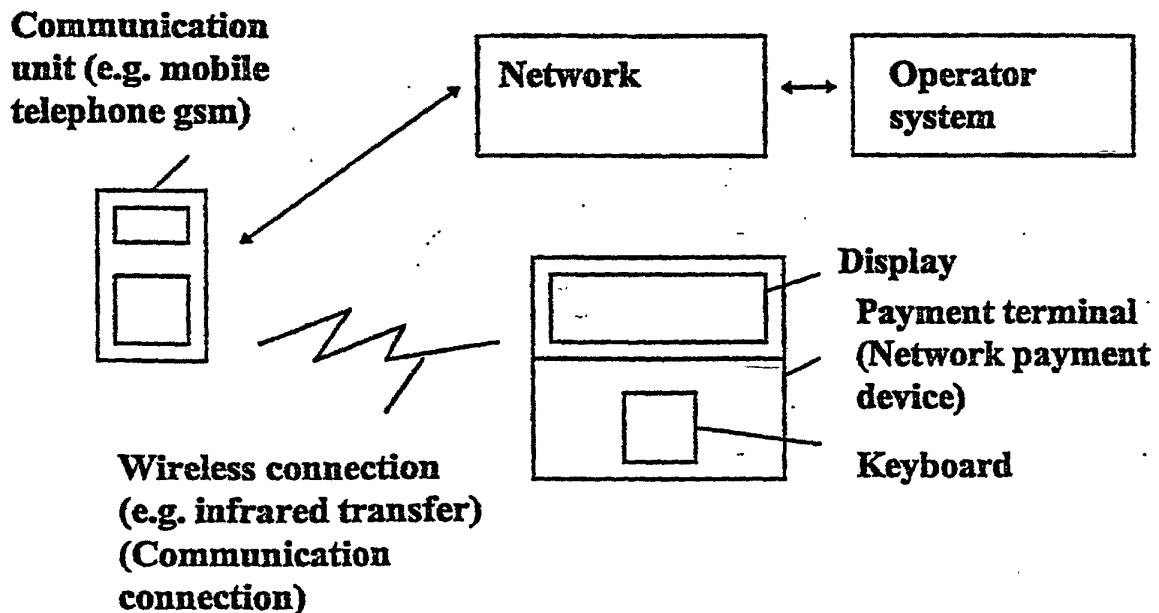 Communication
unit (e.g. mobile
telephone gsm)
Network
Operator
system
Display
Payment terminal
(Network payment
device)
Keyboard
Wireless connection
(e.g. infrared transfer)
(Communication
connection)